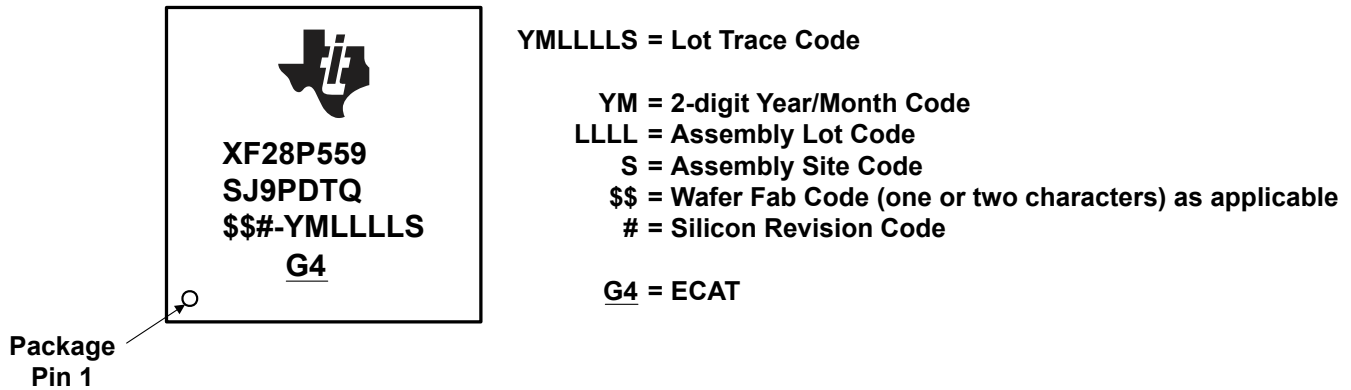 XF28P559
SJ9PDTQ
$$#-YMLLLLS
G4
Package
Pin 1
YMLLLLS = Lot Trace Code
YM = 2-digit Year/Month Code
LLLL = Assembly Lot Code
S = Assembly Site Code
$$ = Wafer Fab Code (one or two characters) as applicable
# = Silicon Revision Code
G4 = ECAT